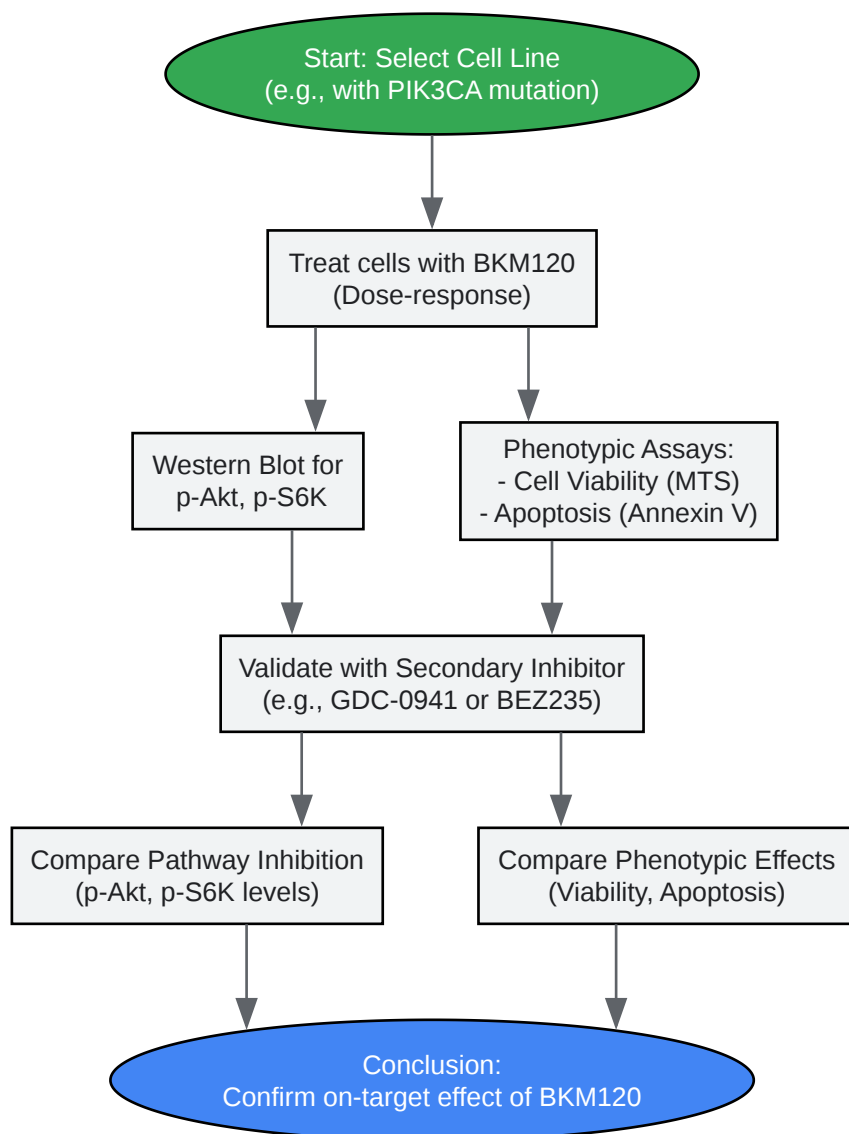 Start: Select Cell Line
(e.g., with PIK3CA mutation)
Treat cells with BKM120
(Dose-response)
Western Blot for
p-Akt, p-S6K
Phenotypic Assays:
- Cell Viability (MTS)
- Apoptosis (Annexin V)
Validate with Secondary Inhibitor
(e.g., GDC-0941 or BEZ235)
Compare Pathway Inhibition
(p-Akt, p-S6K levels)
Compare Phenotypic Effects
(Viability, Apoptosis)
Conclusion:
Confirm on-target effect of BKM120